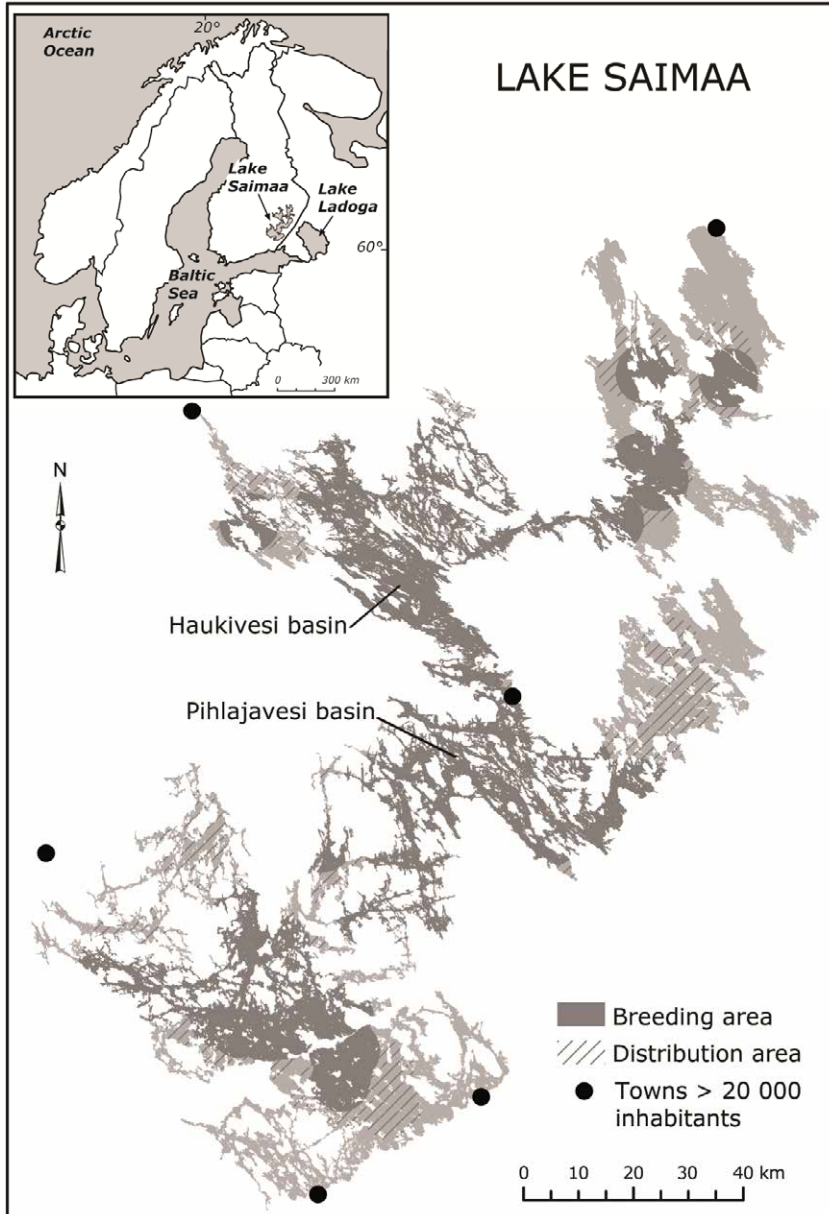 20°
Arctic
Ocean
Lake
Saimaa
Lake
Ladoga
60°
Baltic
Sea
0 300 km
LAKE SAIMAA
N
Haukivesi basin
Pihlajavesi basin
Breeding area
Distribution area
Towns > 20 000
inhabitants
0 10 20 30 40 km